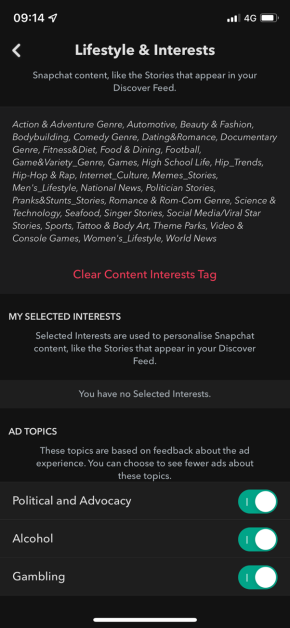 09:14
4G
Lifestyle & Interests
Snapchat content, like the Stories that appear in your
Discover Feed.
Action & Adventure Genre, Automotive, Beauty & Fashion,
Bodybuilding, Comedy Genre, Dating&Romance, Documentary
Genre, Fitness&Diet, Food & Dining, Football,
Game&Variety_Genre, Games, High School Life, Hip_Trends,
Hip-Hop & Rap, Internet_Culture, Memes_Stories,
Men's_Lifestyle, National News, Politician Stories,
Pranks&Stunts_Stories, Romance & Rom-Com Genre, Science &
Technology, Seafood, Singer Stories, Social Media/Viral Star
Stories, Sports, Tattoo & Body Art, Theme Parks, Video &
Console Games, Women's_Lifestyle, World News
Clear Content Interests Tag
MY SELECTED INTERESTS
Selected Interests are used to personalise Snapchat
content, like the Stories that appear in your Discover
Feed.
You have no Selected Interests.
AD TOPICS
These topics are based on feedback about the ad
experience. You can choose to see fewer ads about
these topics.
Political and Advocacy
Alcohol
Gambling